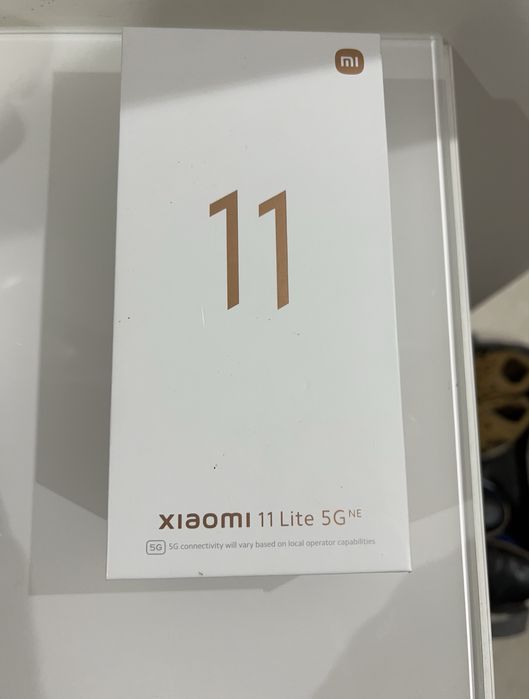 mi
11
xiaomi 11 Lite 5G NE
5G 5G connectivity will vary based on local operator capabilities